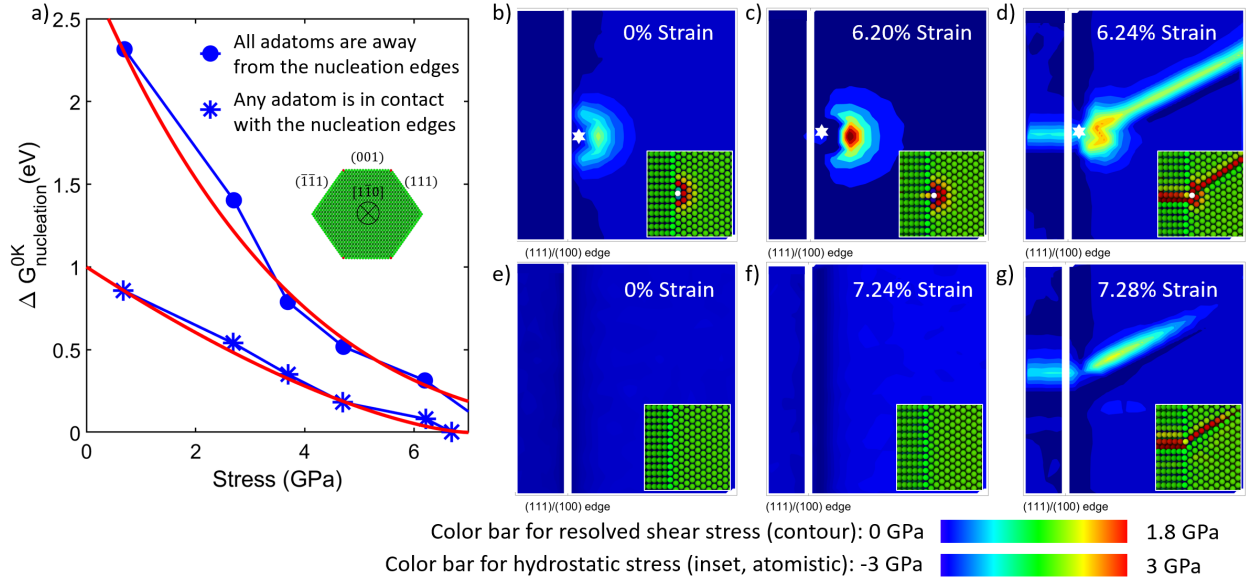 a)
2.5
2
1.5
1
0.5
0
Δ G^0K_nucleation(eV)
All adatoms are away
from the nucleation edges
Any adatom is in contact
with the nucleation edges
(001)
(1̅1̅1)
(111)
[11̅0]
0
2
4
6
Stress (GPa)
b)
0% Strain
(111)/(100) edge
c)
6.20% Strain
(111)/(100) edge
d)
6.24% Strain
(111)/(100) edge
e)
0% Strain
(111)/(100) edge
f)
7.24% Strain
(111)/(100) edge
g)
7.28% Strain
(111)/(100) edge
Color bar for resolved shear stress (contour): 0 GPa
1.8 GPa
Color bar for hydrostatic stress (inset, atomistic): -3 GPa
3 GPa